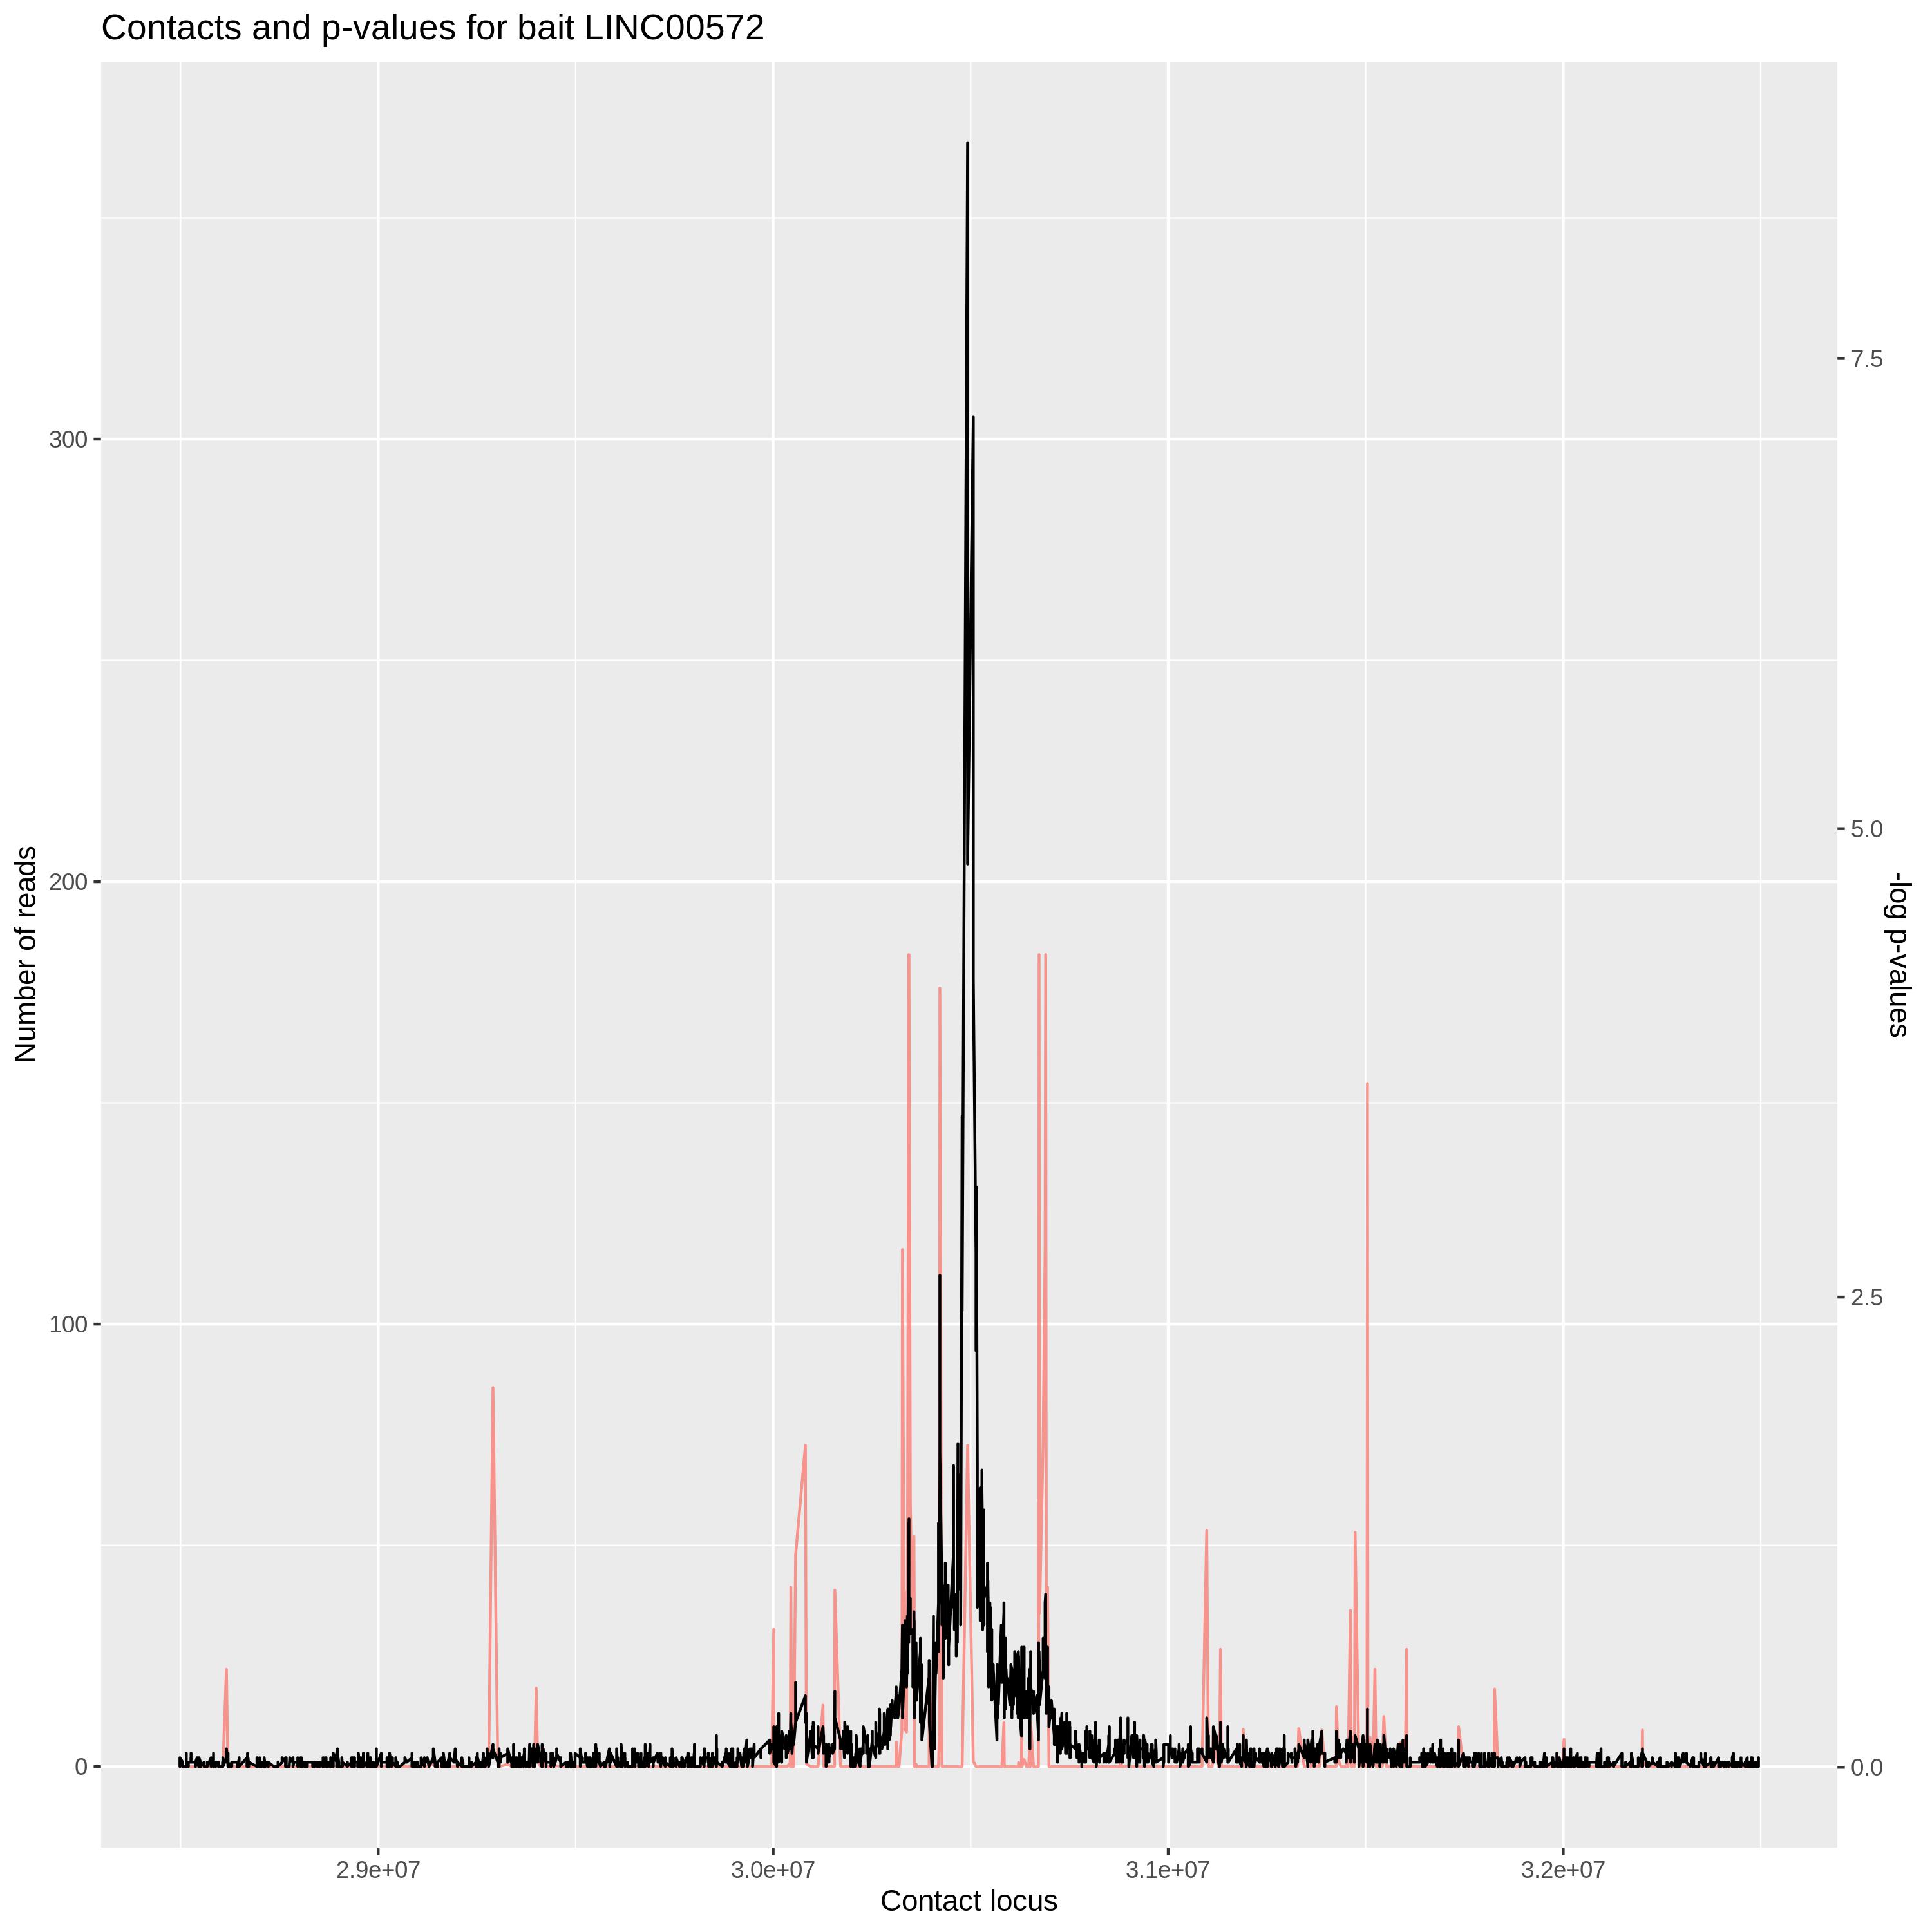 Contacts and p-values for bait LINC00572
Number of reads
300
200
100
0
7.5
5.0
2.5
0.0
-log p-values
2.9e+07
3.0e+07
3.1e+07
3.2e+07
Contact locus